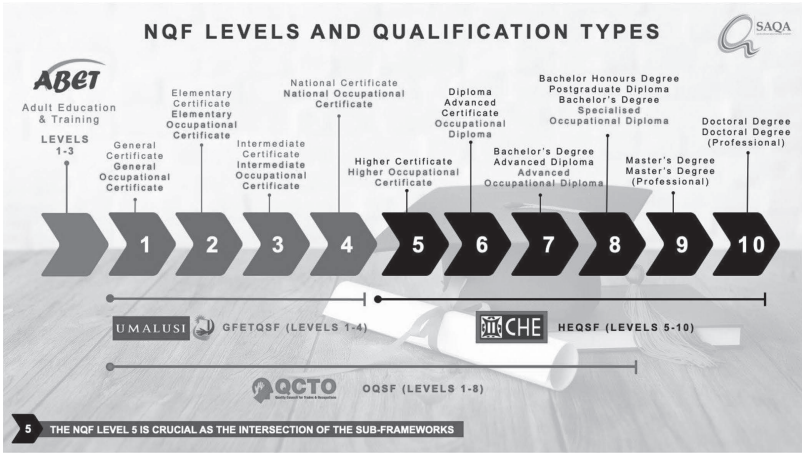 NQF LEVELS AND QUALIFICATION TYPES
SAQA
ABET
Adult Education
& Training
LEVELS
1-3
General
Certificate
General
Occupational
Certificate
Elementary
Certificate
Elementary
Occupational
Certificate
Intermediate
Certificate
Intermediate
Occupational
Certificate
National Certificate
National Occupational
Certificate
Higher Certificate
Higher Occupational
Certificate
Diploma
Advanced
Certificate
Occupational
Diploma
Bachelor's Degree
Advanced Diploma
Advanced
Occupational Diploma
Bachelor Honours Degree
Postgraduate Diploma
Bachelor's Degree
Specialised
Occupational Diploma
Master's Degree
Master's Degree
(Professional)
Doctoral Degree
Doctoral Degree
(Professional)
1 2 3 4 5 6 7 8 9 10
UMALUSI GFETQSF (LEVELS 1-4)
CHE HEQSF (LEVELS 5-10)
QCTO OQSF (LEVELS 1-8)
Quality Council for Trades & Occupations
5 THE NQF LEVEL 5 IS CRUCIAL AS THE INTERSECTION OF THE SUB-FRAMEWORKS